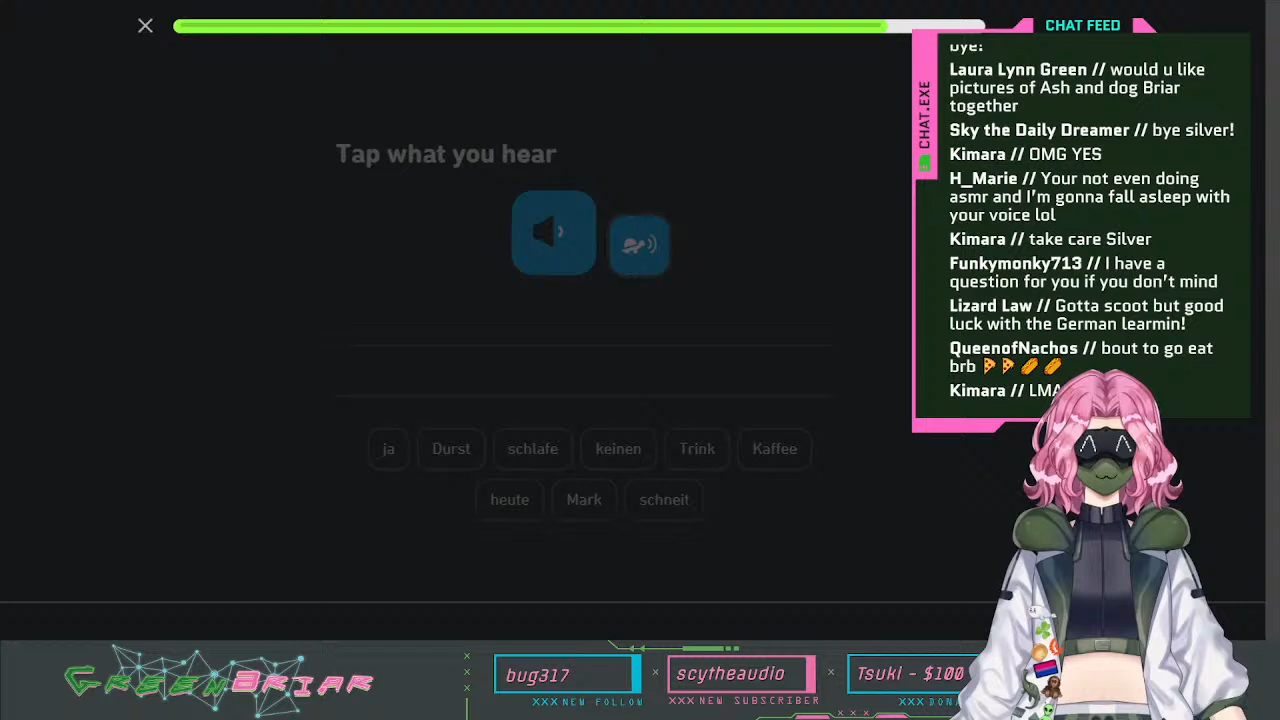 CHAT FEED
CHAT.EXE
bye!
Laura Lynn Green // would u like
pictures of Ash and dog Briar
together
Sky the Daily Dreamer // bye silver!
Kimara // OMG YES
H_Marie // Your not even doing
asmr and I'm gonna fall asleep with
your voice lol
Kimara // take care Silver
Funkymonky713 // I have a
question for you if you don't mind
Lizard Law // Gotta scoot but good
luck with the German learmin!
QueenofNachos // bout to go eat
brb 🍕🍕🌭🌭
Kimara //
Tap what you hear
ja Durst schlafe keinen Trink Kaffee
heute Mark schneit
GreenBriar
bug317
XXX NEW FOLLOW
scytheaudio
XXX NEW SUBSCRIBER
Tsuki - $100